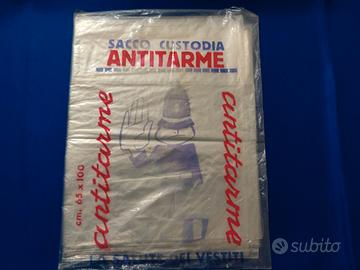 SACCO CUSTODIA
ANTITARME
antitarme
antitarme
cm. 65 x 100
LA SALUTE DEI VESTITI
subito